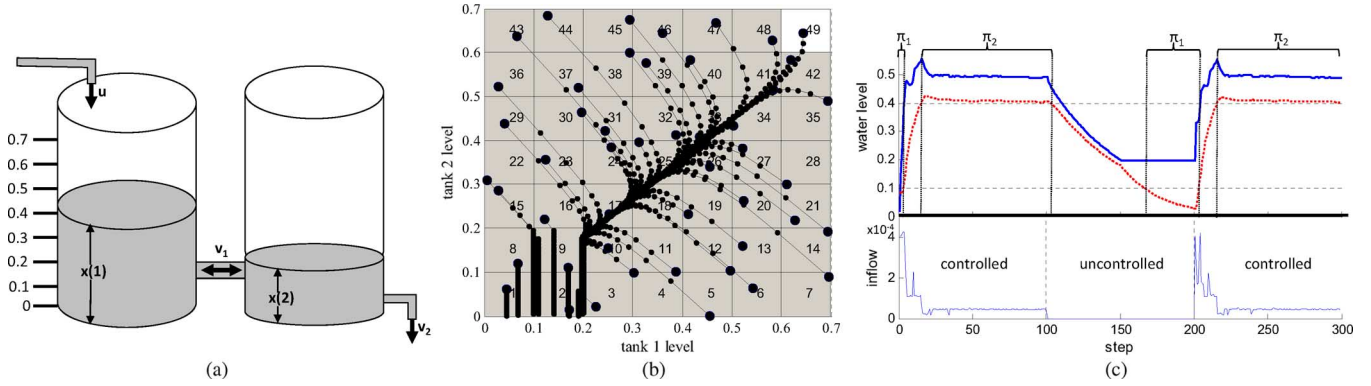 u
0.7
0.6
0.5
0.4
0.3
0.2
0.1
0
x(1)
v1
x(2)
v2
(a)
tank 2 level
0.7
0.6
0.5
0.4
0.3
0.2
0.1
0
43 44 45 46 47 48 49
36 37 38 39 40 41 42
29 30 31 32 34 35
22 23 24 25 26 27 28
15 16 17 18 19 20 21
8 9 10 11 12 13 14
1 2 3 4 5 6 7
0 0.1 0.2 0.3 0.4 0.5 0.6 0.7
tank 1 level
(b)
π1 π2 π1 π2
water level
0.5
0.4
0.3
0.2
0.1
0
x10-4
inflow
4
2
0
controlled uncontrolled controlled
0 50 100 150 200 250 300
step
(c)